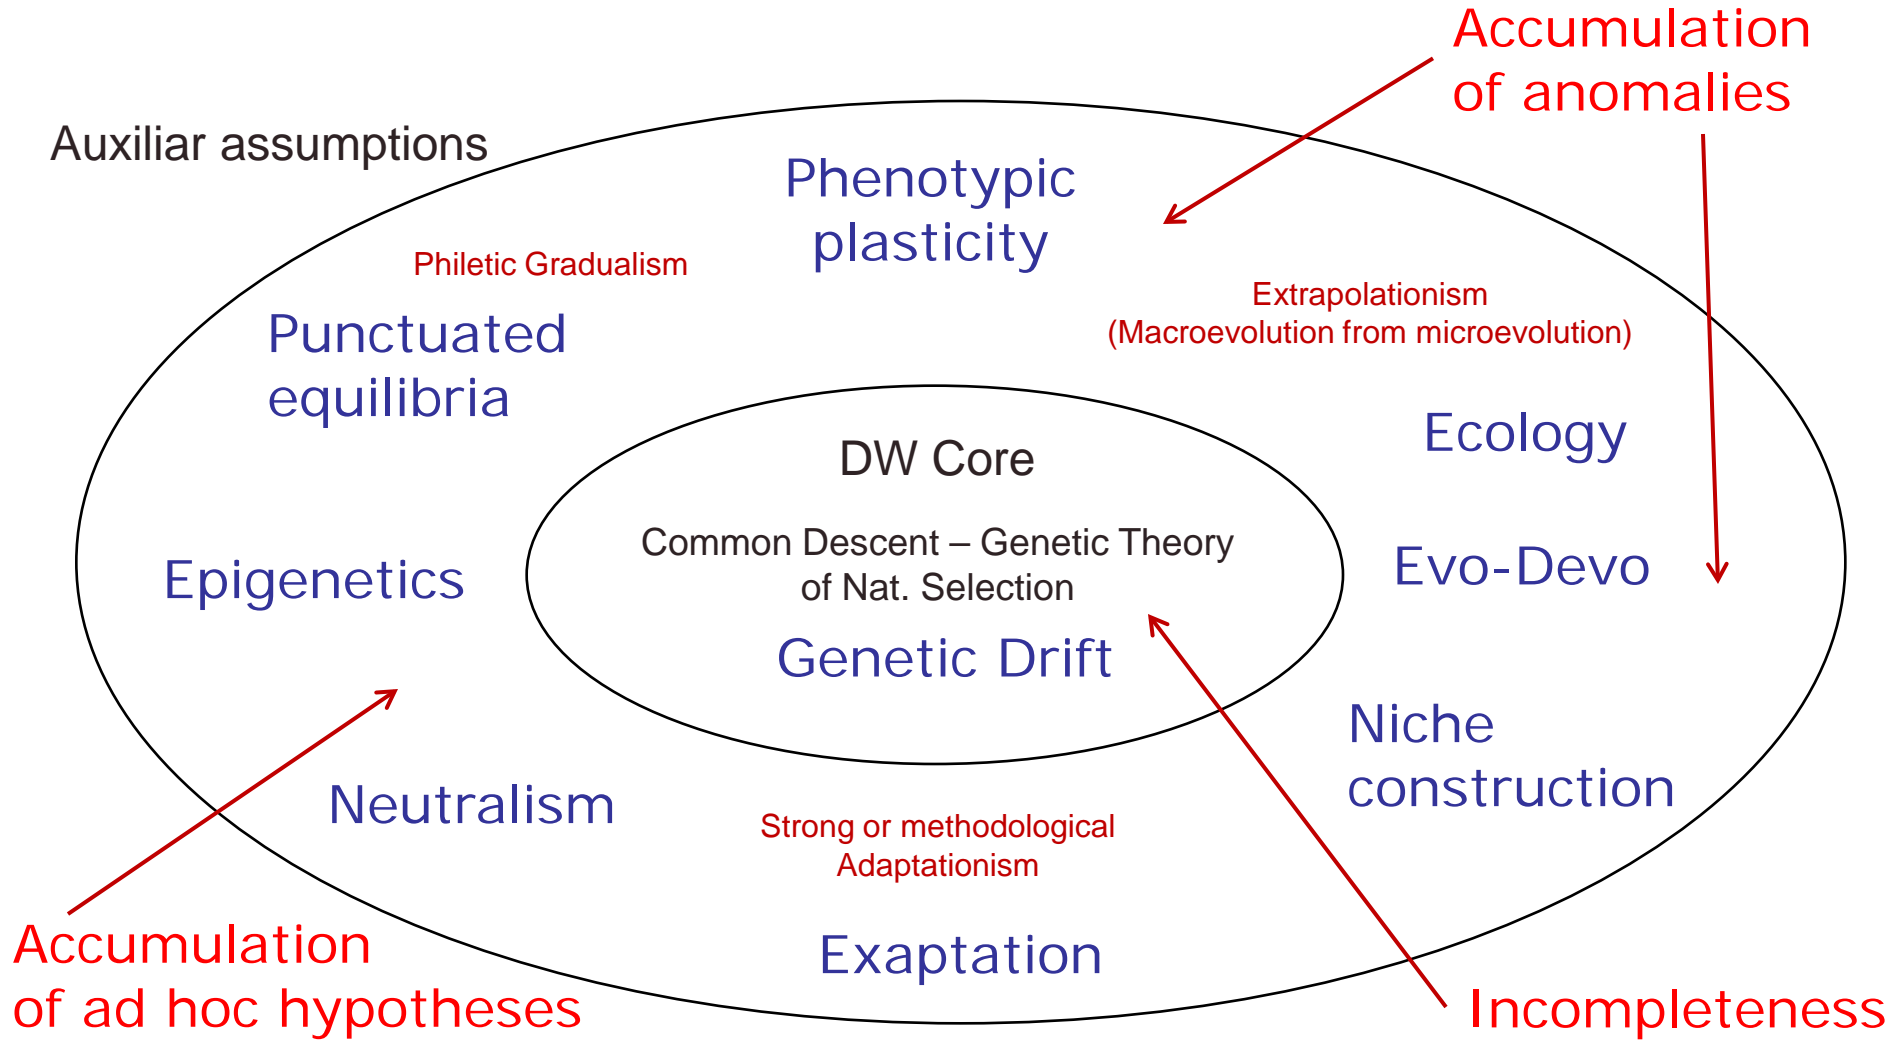 Accumulation
of anomalies
Auxiliar assumptions
Phenotypic
plasticity
Philetic Gradualism
Extrapolationism
(Macroevolution from microevolution)
Punctuated
equilibria
Ecology
DW Core
Common Descent – Genetic Theory
of Nat. Selection
Genetic Drift
Epigenetics
Evo-Devo
Niche
construction
Neutralism
Strong or methodological
Adaptationism
Exaptation
Accumulation
of ad hoc hypotheses
Incompleteness